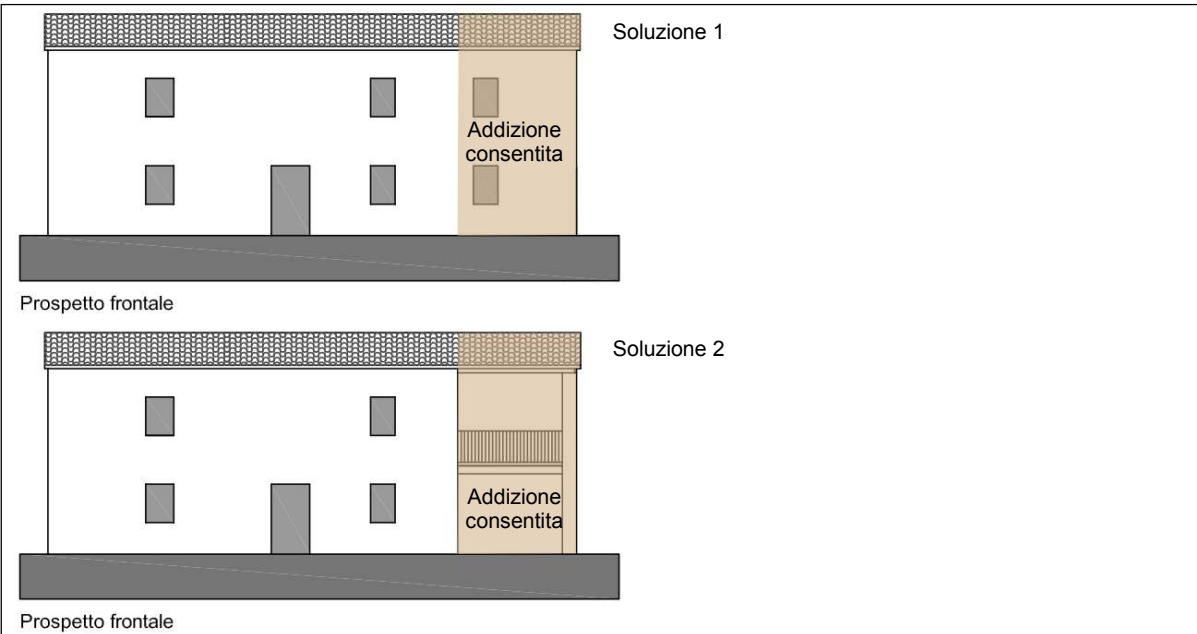 Soluzione 1
Addizione
consentita
Prospetto frontale
Soluzione 2
Addizione
consentita
Prospetto frontale